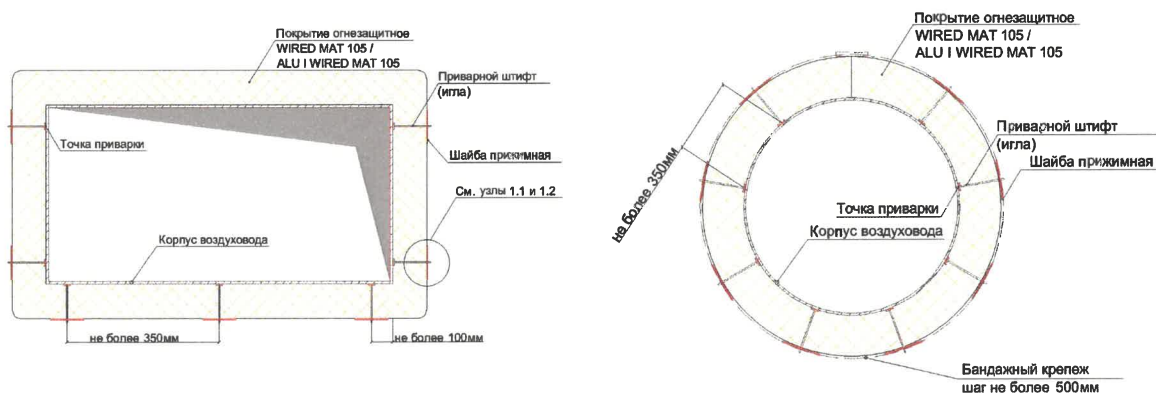 Покрытие огнезащитное
WIRED MAT 105 /
ALU I WIRED MAT 105
Приварной штифт
(игла)
Точка приварки
Шайба прижимная
См. узлы 1.1 и 1.2
Корпус воздуховода
не более 350мм
не более 100мм
Покрытие огнезащитное
WIRED MAT 105 /
ALU I WIRED MAT 105
не более 350мм
Приварной штифт
(игла)
Шайба прижимная
Точка приварки
Корпус воздуховода
Бандажный крепеж
шаг не более 500мм